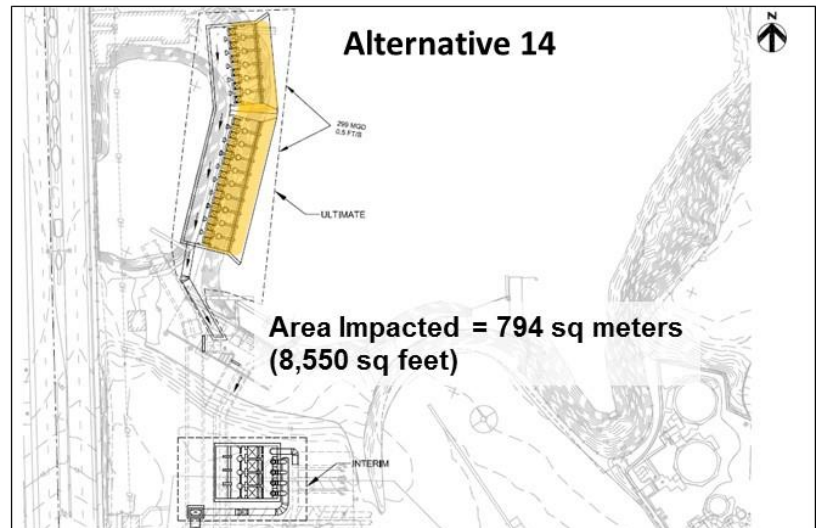 Alternative 14
N
299 MGD
0.5 FT/S
ULTIMATE
Area Impacted = 794 sq meters
(8,550 sq feet)
INTERIM